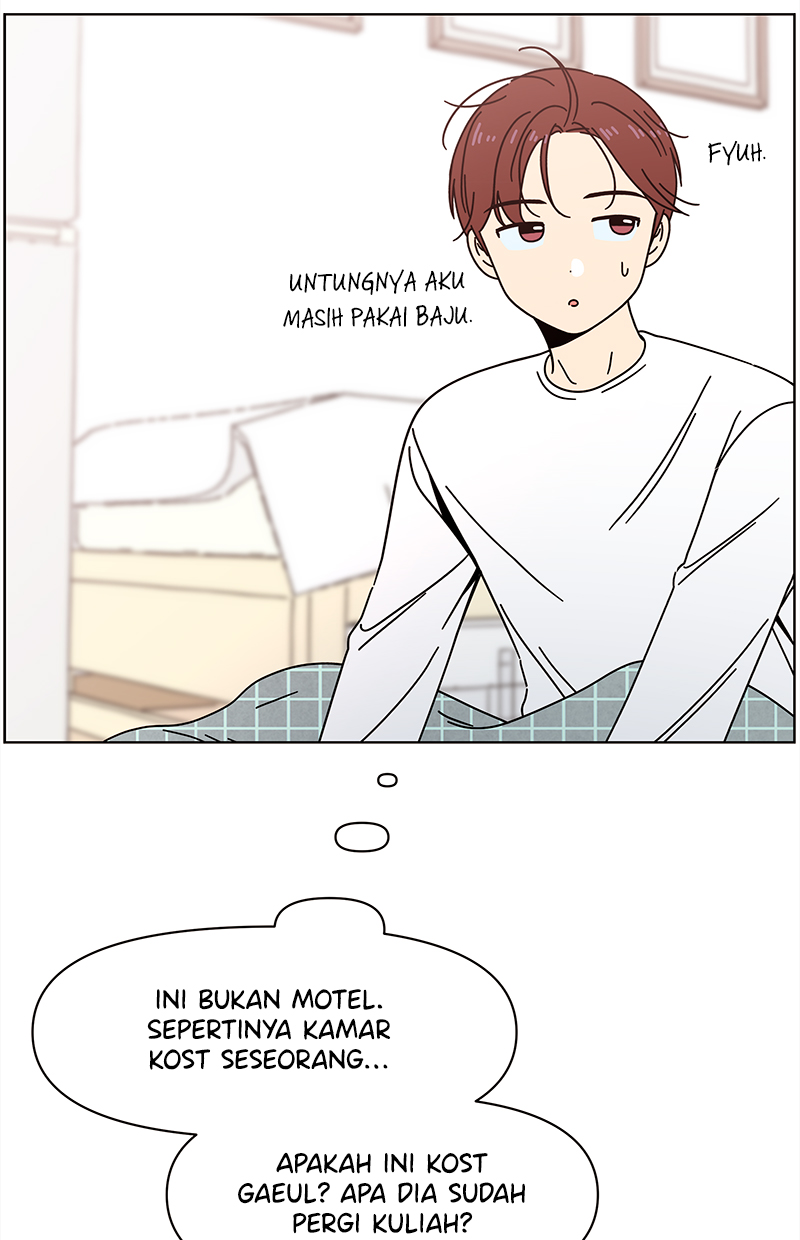 FYUH.
UNTUNGNYA AKU
MASIH PAKAI BAJU.
INI BUKAN MOTEL.
SEPERTINYA KAMAR
KOST SESEORANG...
APAKAH INI KOST
GAEUL? APA DIA SUDAH
PERGI KULIAH?